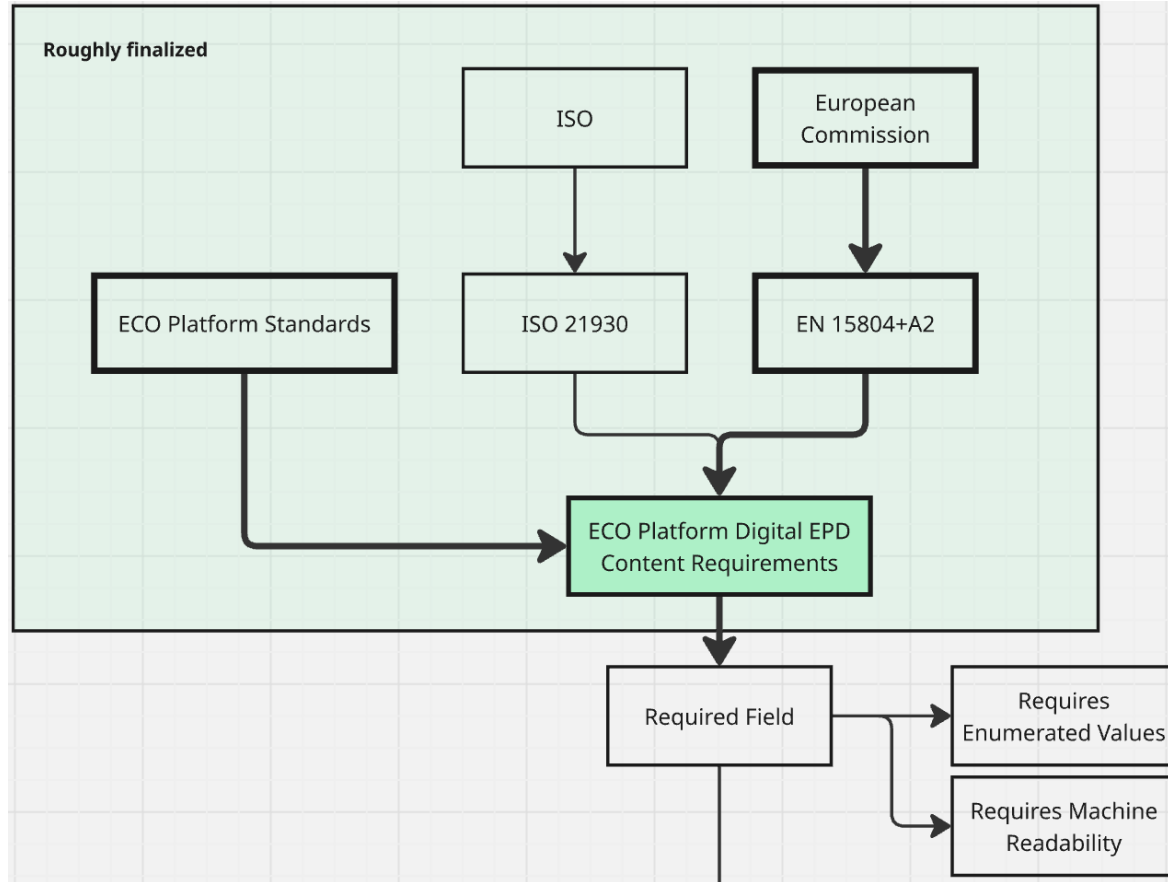 Roughly finalized
ISO
European
Commission
ECO Platform Standards
ISO 21930
EN 15804+A2
ECO Platform Digital EPD
Content Requirements
Required Field
Requires
Enumerated Values
Requires Machine
Readability